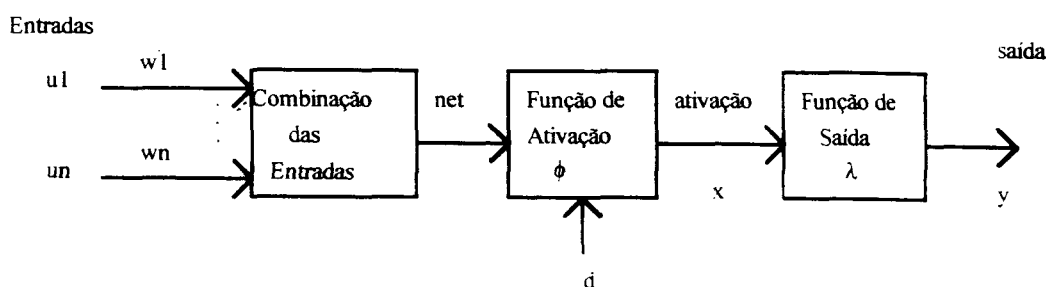 Entradas
saída
w1
u1
Combinação
das
Entradas
net
Função de
Ativação
ϕ
ativação
x
Função de
Saída
λ
wn
un
y
d